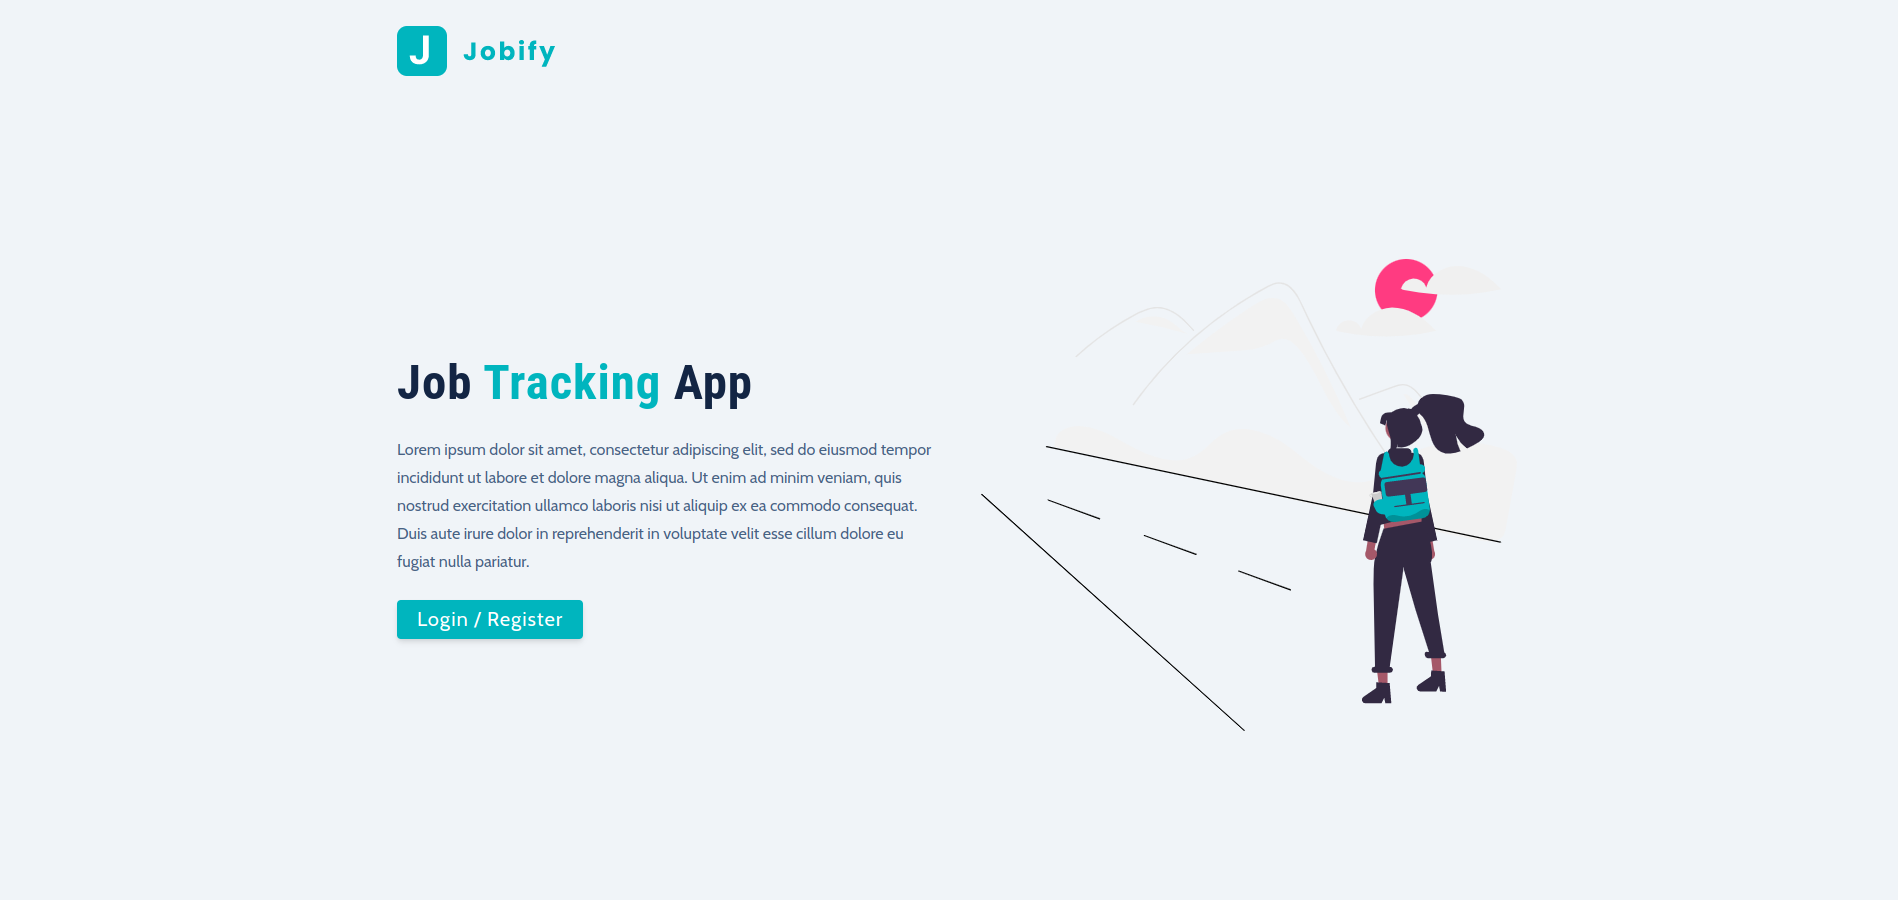 J Jobify
Job Tracking App
Lorem ipsum dolor sit amet, consectetur adipiscing elit, sed do eiusmod tempor
incididunt ut labore et dolore magna aliqua. Ut enim ad minim veniam, quis
nostrud exercitation ullamco laboris nisi ut aliquip ex ea commodo consequat.
Duis aute irure dolor in reprehenderit in voluptate velit esse cillum dolore eu
fugiat nulla pariatur.
Login / Register